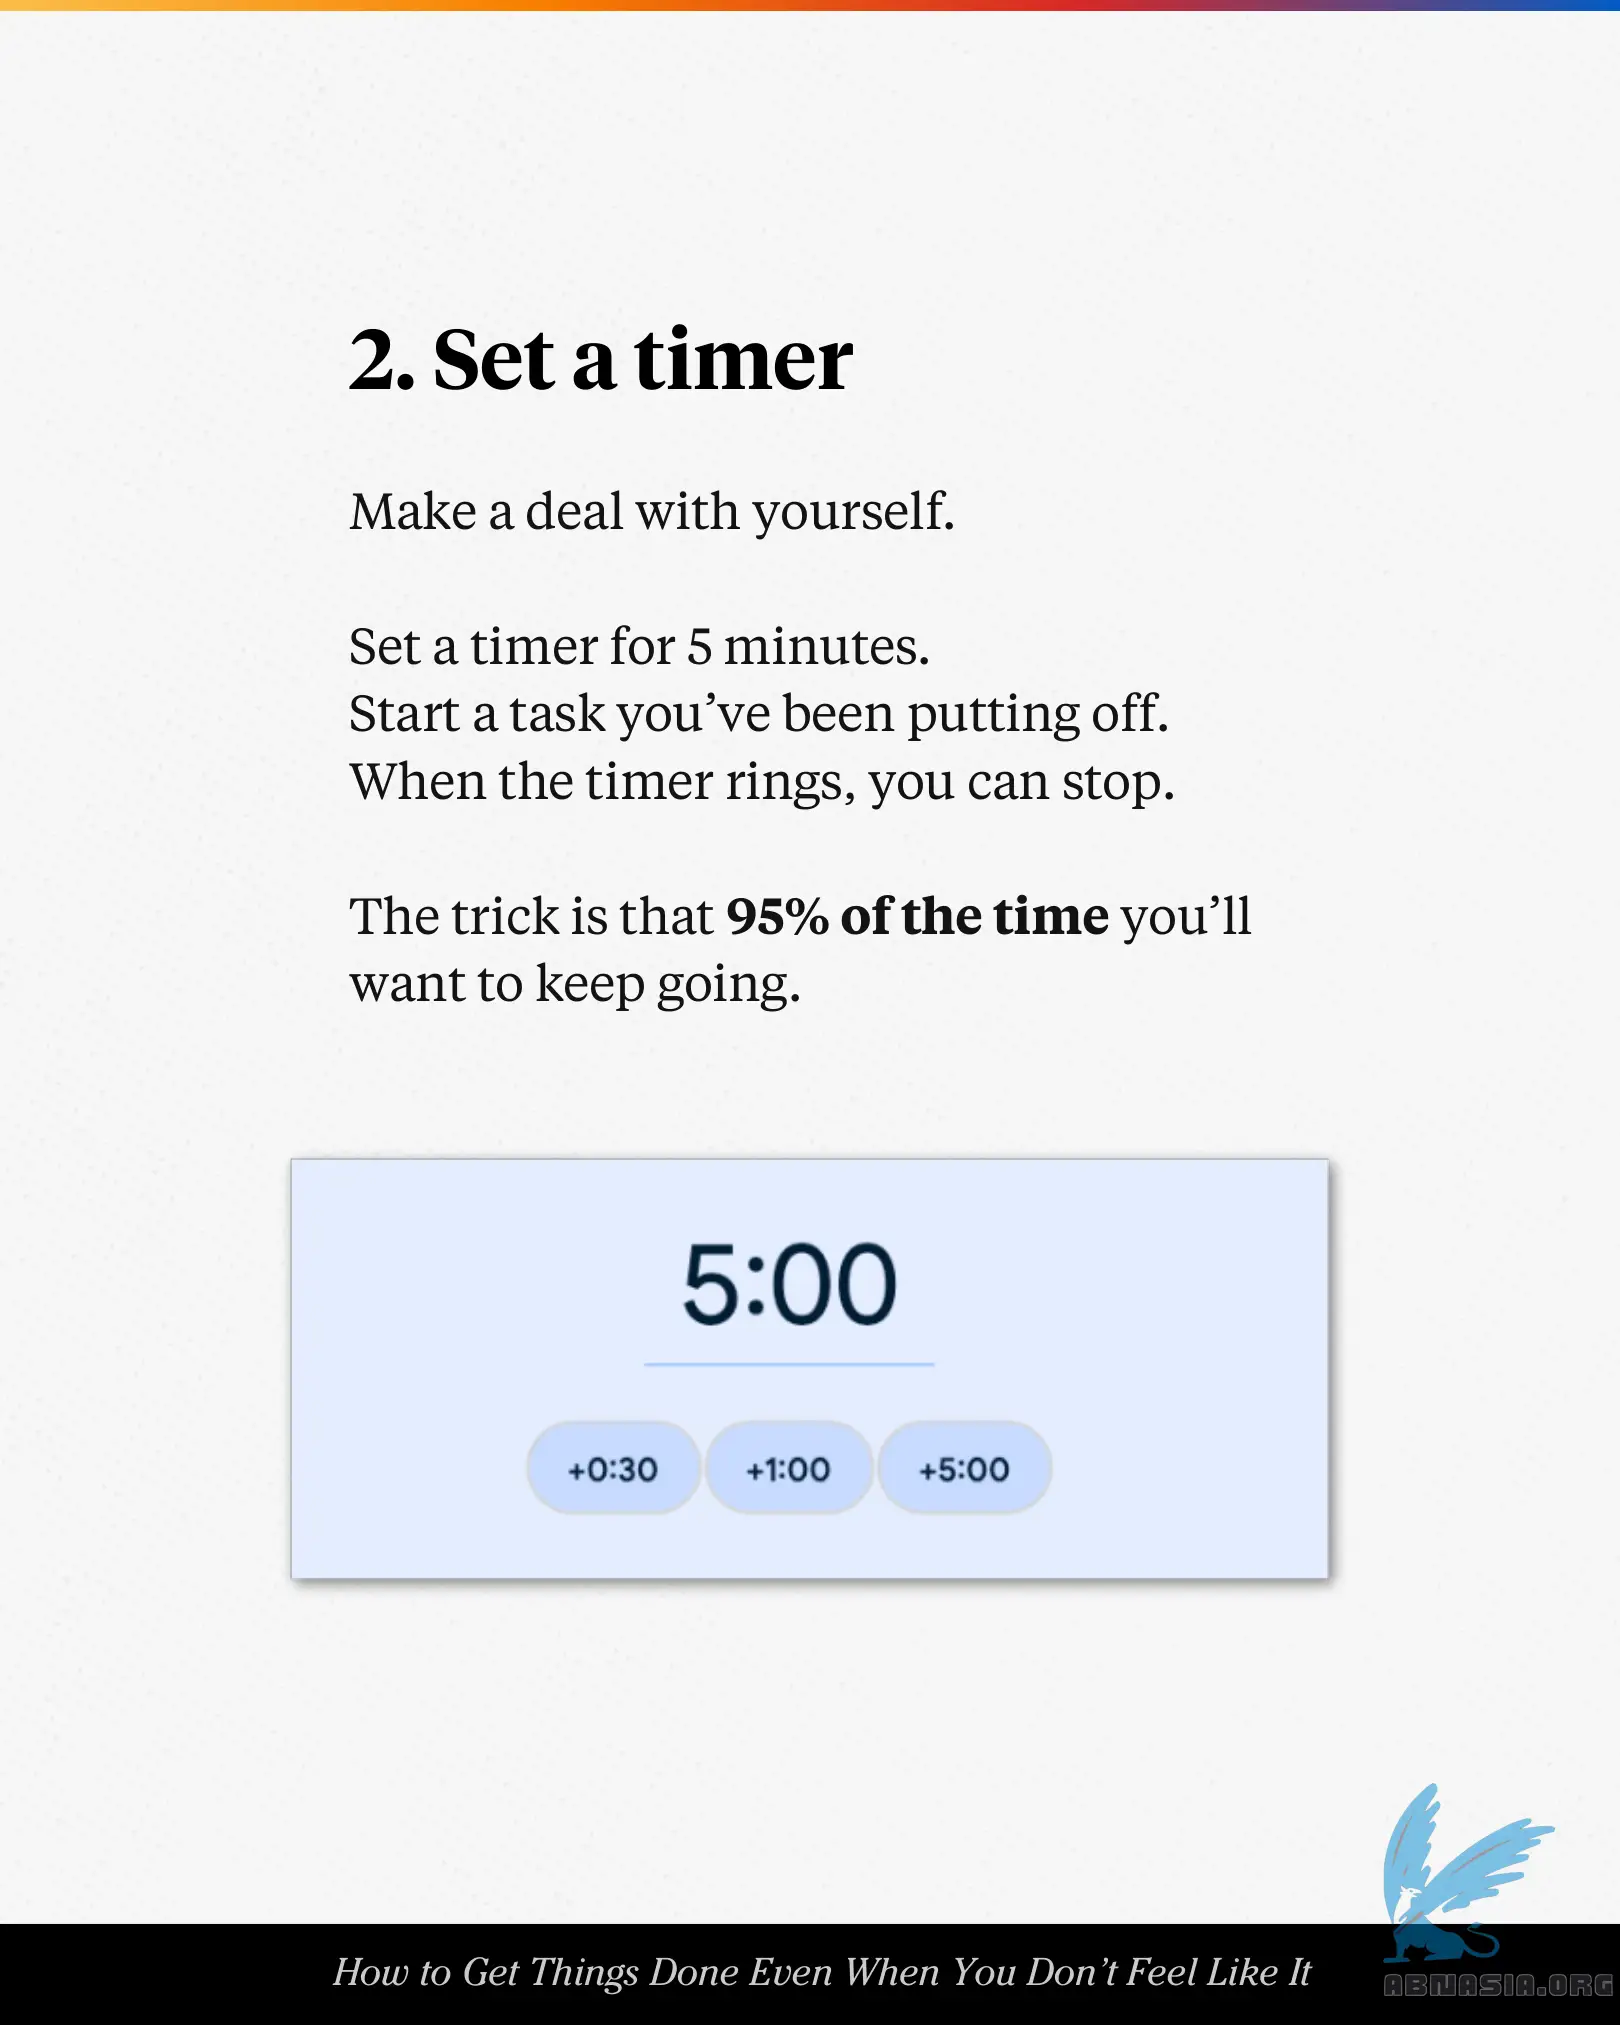 2. Set a timer
Make a deal with yourself.
Set a timer for 5 minutes.
Start a task you’ve been putting off.
When the timer rings, you can stop.
The trick is that 95% of the time you’ll
want to keep going.
5:00
+0:30 +1:00 +5:00
How to Get Things Done Even When You Don’t Feel Like It
ABNASIA.ORG